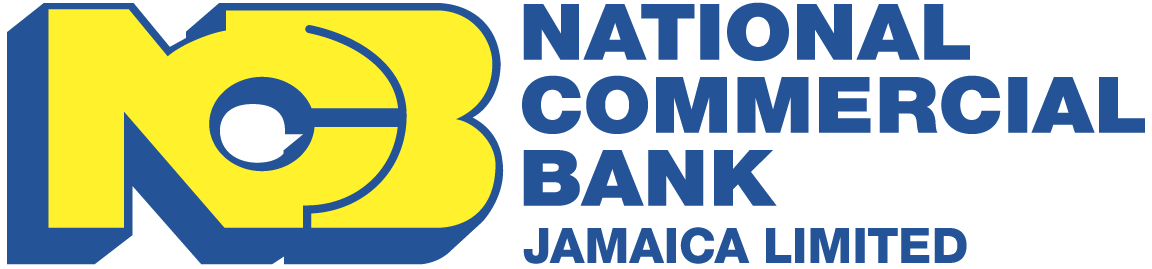 NCB
NATIONAL
COMMERCIAL
BANK
JAMAICA LIMITED